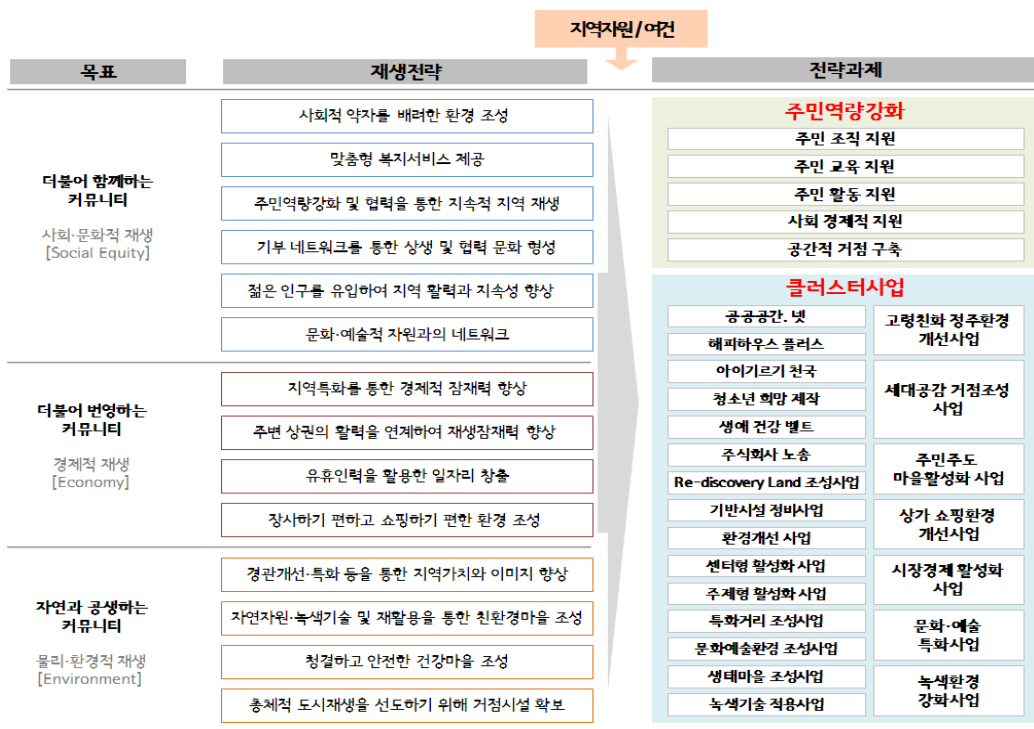 지역자원/여건
목표
재생전략
전략과제
더불어 함께하는
커뮤니티
사회·문화적 재생
[Social Equity]
사회적 약자를 배려한 환경 조성
맞춤형 복지서비스 제공
주민역량강화 및 협력을 통한 지속적 지역 재생
기부 네트워크를 통한 상생 및 협력 문화 형성
젊은 인구를 유입하여 지역 활력과 지속성 향상
문화·예술적 자원과의 네트워크
더불어 번영하는
커뮤니티
경제적 재생
[Economy]
지역특화를 통한 경제적 잠재력 향상
주변 상권의 활력을 연계하여 재생잠재력 향상
유휴인력을 활용한 일자리 창출
장사하기 편하고 쇼핑하기 편한 환경 조성
자연과 공생하는
커뮤니티
물리·환경적 재생
[Environment]
경관개선·특화 등을 통한 지역가치와 이미지 향상
자연자원·녹색기술 및 재활용을 통한 친환경마을 조성
청결하고 안전한 건강마을 조성
총체적 도시재생을 선도하기 위해 거점시설 확보
주민역량강화
주민 조직 지원
주민 교육 지원
주민 활동 지원
사회 경제적 지원
공간적 거점 구축
클러스터사업
공공공간. 넷
해피하우스 플러스
아이기르기 천국
청소년 희망 제작
생애 건강 벨트
주식회사 노송
Re-discovery Land 조성사업
기반시설 정비사업
환경개선 사업
센터형 활성화 사업
주제형 활성화 사업
특화거리 조성사업
문화예술환경 조성사업
생태마을 조성사업
녹색기술 적용사업
고령친화 정주환경
개선사업
세대공감 거점조성
사업
주민주도
마을활성화 사업
상가 쇼핑환경
개선사업
시장경제 활성화
사업
문화·예술
특화사업
녹색환경
강화사업